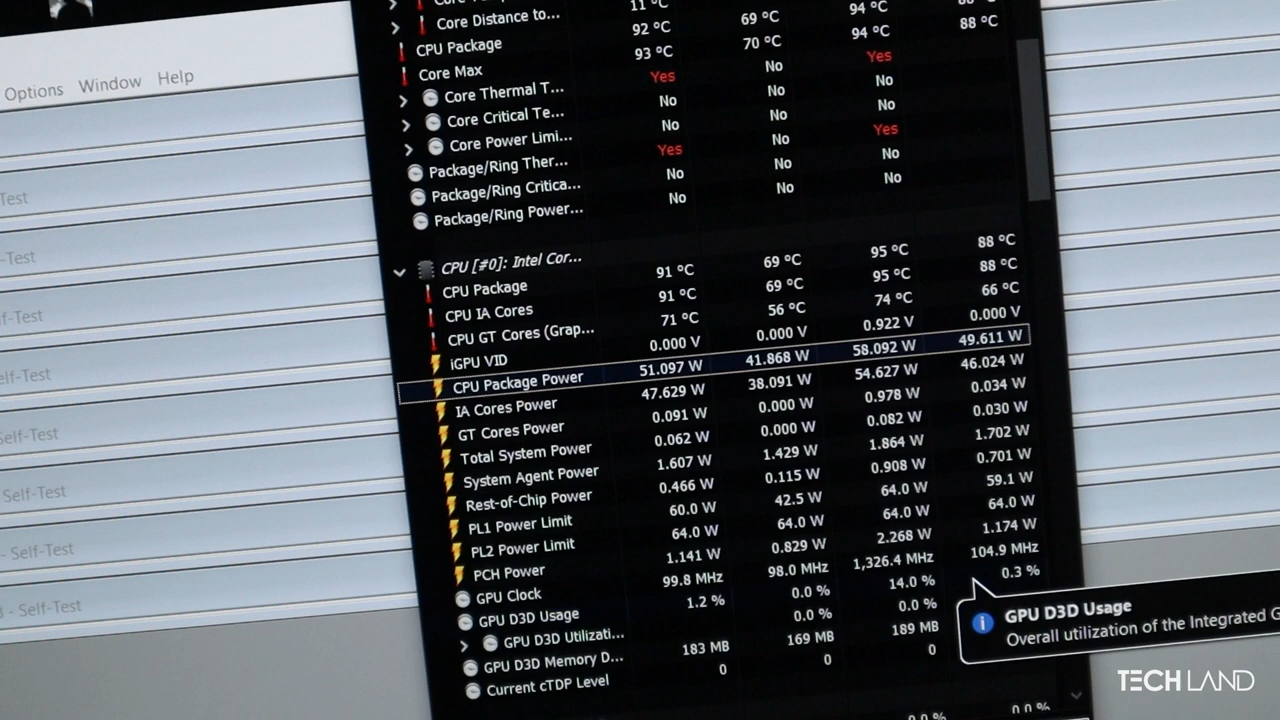 Core Distance to... 11 °C 69 °C 94 °C 88 °C
CPU Package 92 °C 70 °C 94 °C 88 °C
Core Max 93 °C
Core Thermal T... Yes No Yes
Core Critical Te... No No No
Core Power Limi... No No No
Package/Ring Ther... Yes No Yes
Package/Ring Critica... No No No
Package/Ring Power... No No No
CPU [#0]: Intel Cor...
CPU Package 91 °C 69 °C 95 °C 88 °C
CPU IA Cores 91 °C 69 °C 95 °C 88 °C
CPU GT Cores (Grap... 71 °C 56 °C 74 °C 66 °C
iGPU VID 0.000 V 0.000 V 0.922 V 0.000 V
CPU Package Power 51.097 W 41.868 W 58.092 W 49.611 W
IA Cores Power 47.629 W 38.091 W 54.627 W 46.024 W
GT Cores Power 0.091 W 0.000 W 0.978 W 0.034 W
Total System Power 0.062 W 0.000 W 0.082 W 0.030 W
System Agent Power 1.607 W 1.429 W 1.864 W 1.702 W
Rest-of-Chip Power 0.466 W 0.115 W 0.908 W 0.701 W
PL1 Power Limit 60.0 W 42.5 W 64.0 W 59.1 W
PL2 Power Limit 64.0 W 64.0 W 64.0 W 64.0 W
PCH Power 1.141 W 0.829 W 2.268 W 1.174 W
GPU Clock 99.8 MHz 98.0 MHz 1,326.4 MHz 104.9 MHz
GPU D3D Usage 1.2 % 0.0 % 14.0 % 0.3 %
GPU D3D Utilizati... 0.0 % 0.0 %
GPU D3D Memory D... 183 MB 169 MB 189 MB
Current cTDP Level 0 0 0
0.0 % 0.0 %
Options Window Help
Test
-Test
f-Test
elf-Test
Self-Test
Self-Test
- Self-Test
- Self-Test
GPU D3D Usage
Overall utilization of the Integrated G
TECHLAND